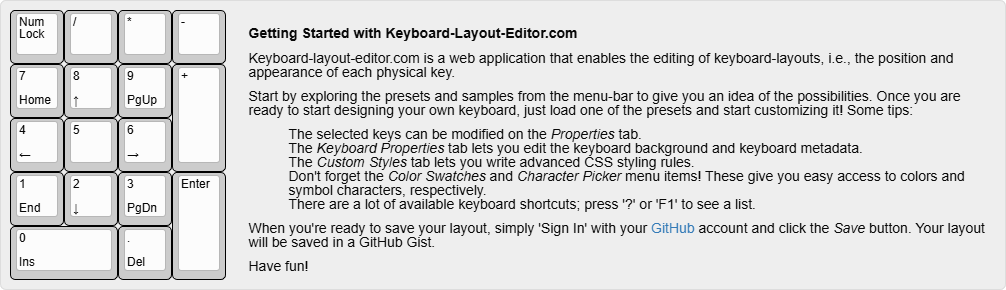 Num Lock
/
*
-
7
Home
8
↑
9
PgUp
+
4
←
5
6
→
1
End
2
↓
3
PgDn
Enter
0
Ins
.
Del
Getting Started with Keyboard-Layout-Editor.com
Keyboard-layout-editor.com is a web application that enables the editing of keyboard-layouts, i.e., the position and
appearance of each physical key.
Start by exploring the presets and samples from the menu-bar to give you an idea of the possibilities. Once you are
ready to start designing your own keyboard, just load one of the presets and start customizing it! Some tips:
The selected keys can be modified on the Properties tab.
The Keyboard Properties tab lets you edit the keyboard background and keyboard metadata.
The Custom Styles tab lets you write advanced CSS styling rules.
Don't forget the Color Swatches and Character Picker menu items! These give you easy access to colors and
symbol characters, respectively.
There are a lot of available keyboard shortcuts; press '?' or 'F1' to see a list.
When you're ready to save your layout, simply 'Sign In' with your GitHub account and click the Save button. Your layout
will be saved in a GitHub Gist.
Have fun!